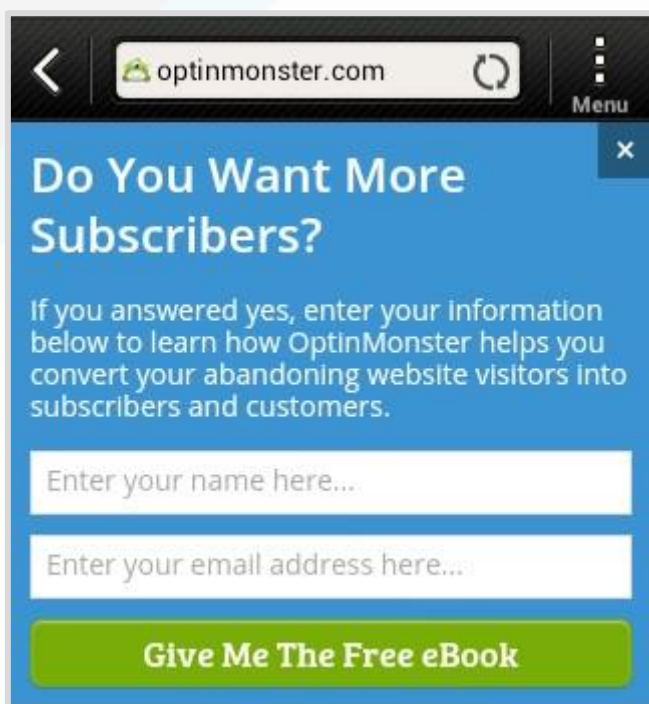 optinmonster.com
Menu
×
Do You Want More
Subscribers?
If you answered yes, enter your information
below to learn how OptinMonster helps you
convert your abandoning website visitors into
subscribers and customers.
Enter your name here...
Enter your email address here...
Give Me The Free eBook